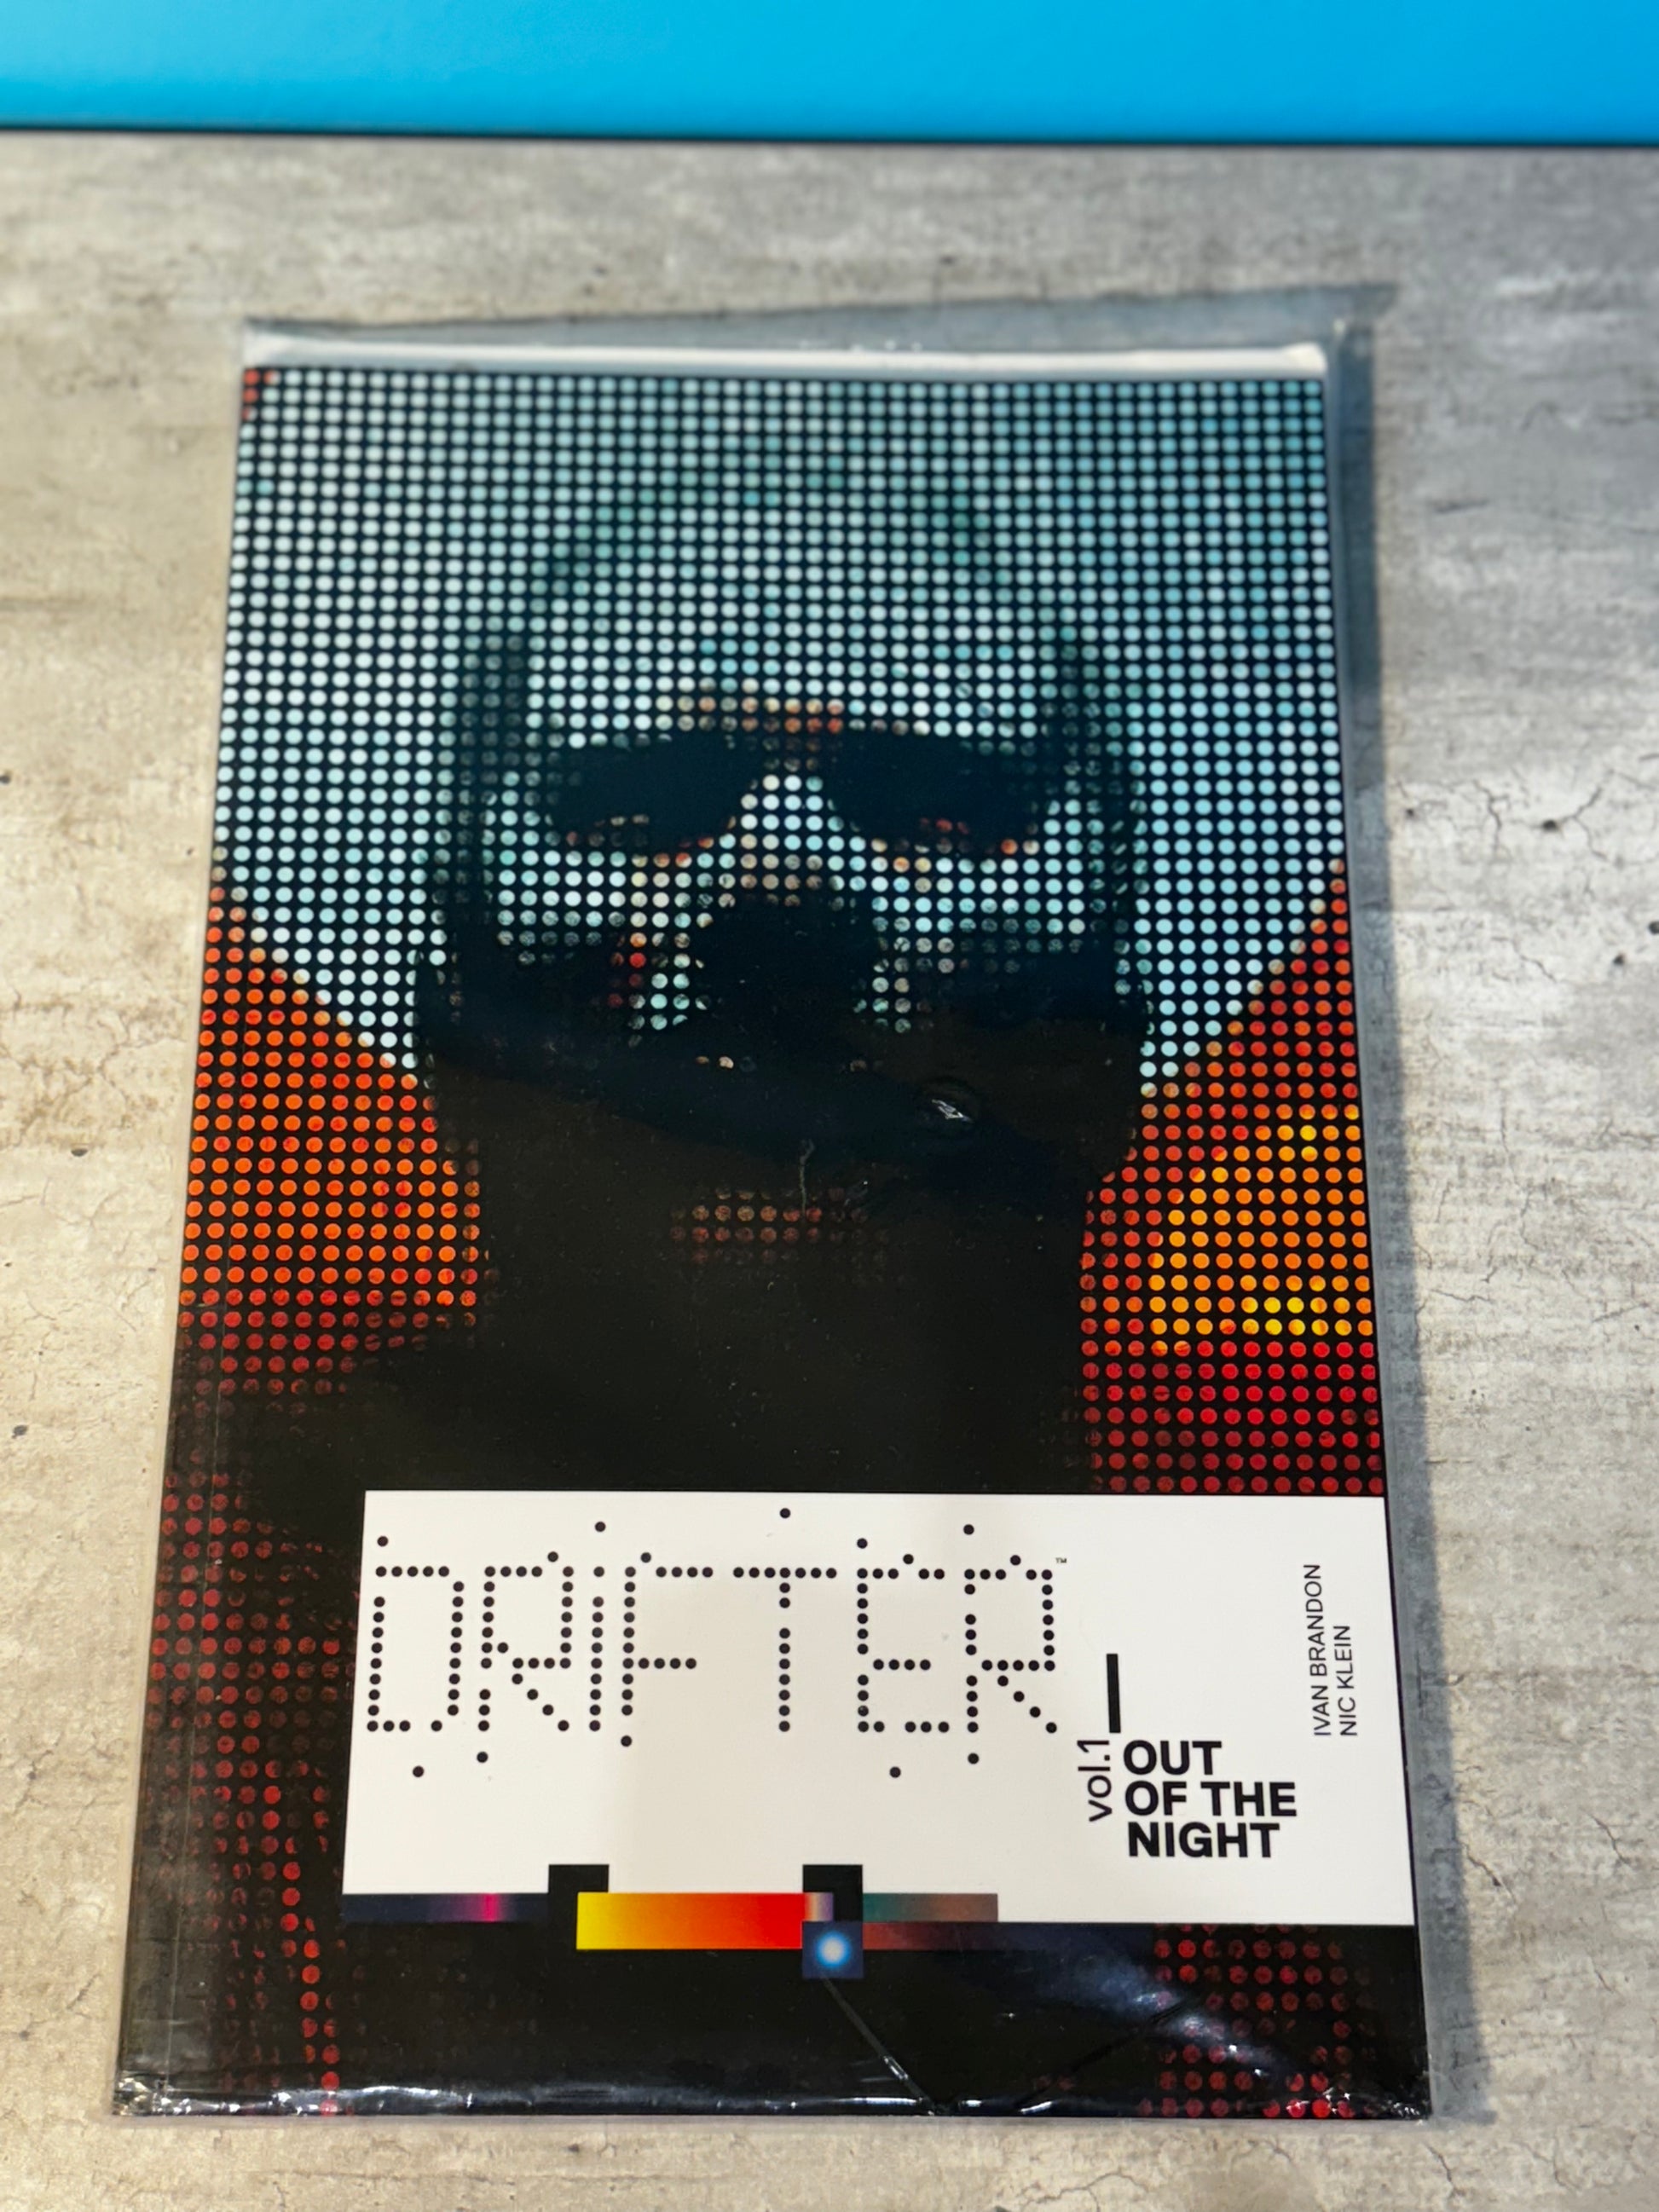 DRIFTER™
vol.1
OUT
OF THE
NIGHT
IVAN BRANDON
NIC KLEIN